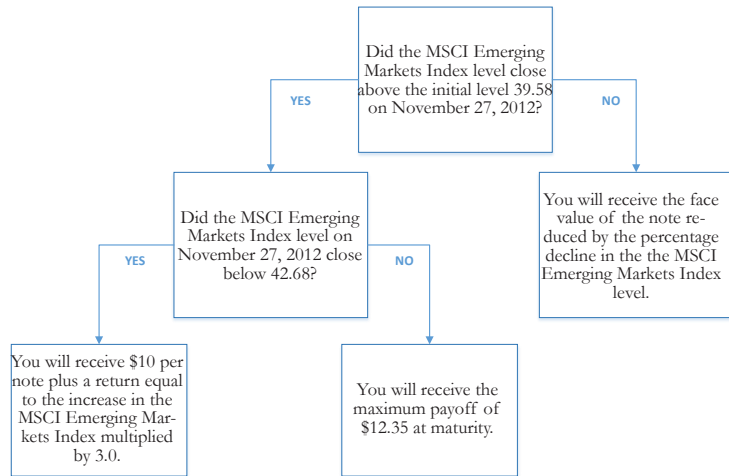 Did the MSCI Emerging
Markets Index level close
above the initial level 39.58
on November 27, 2012?
YES
NO
Did the MSCI Emerging
Markets Index level on
November 27, 2012 close
below 42.68?
You will receive the face
value of the note re-
duced by the percentage
decline in the the MSCI
Emerging Markets Index
level.
YES
NO
You will receive $10 per
note plus a return equal
to the increase in the
MSCI Emerging Mar-
kets Index multiplied
by 3.0.
You will receive the
maximum payoff of
$12.35 at maturity.